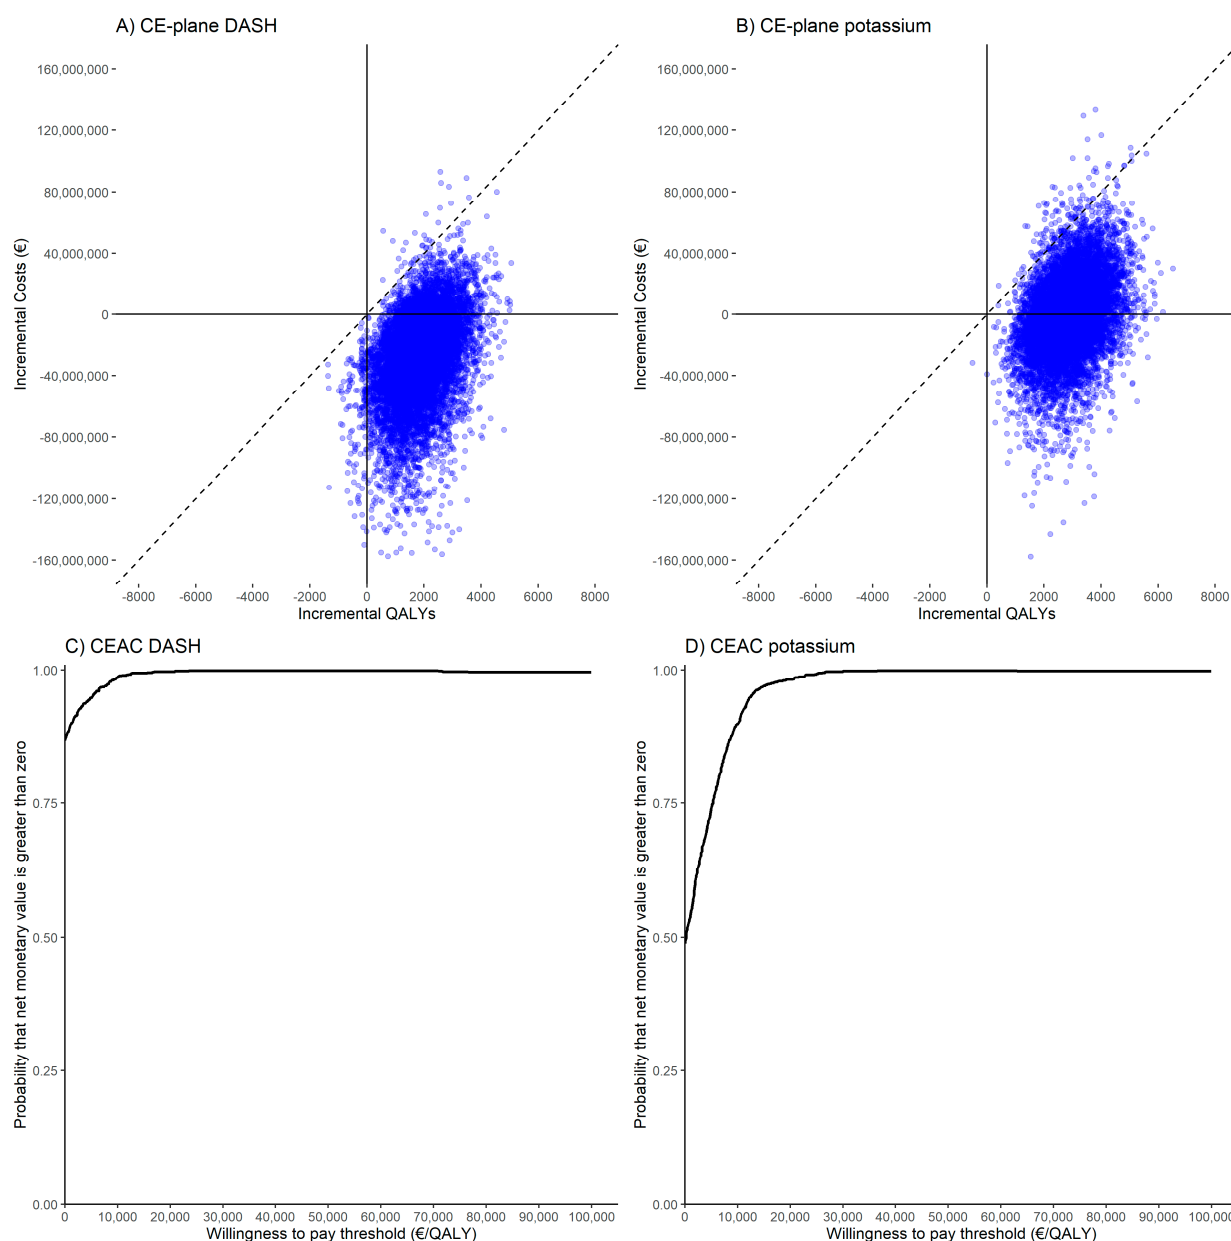 A) CE-plane DASH
Incremental Costs (€)
160,000,000
120,000,000
80,000,000
40,000,000
0
-40,000,000
-80,000,000
-120,000,000
-160,000,000
-8000 -6000 -4000 -2000 0 2000 4000 6000 8000
Incremental QALYs
B) CE-plane potassium
Incremental Costs (€)
160,000,000
120,000,000
80,000,000
40,000,000
0
-40,000,000
-80,000,000
-120,000,000
-160,000,000
-8000 -6000 -4000 -2000 0 2000 4000 6000 8000
Incremental QALYs
C) CEAC DASH
Probability that net monetary value is greater than zero
1.00
0.75
0.50
0.25
0.00
0 10,000 20,000 30,000 40,000 50,000 60,000 70,000 80,000 90,000 100,000
Willingness to pay threshold (€/QALY)
D) CEAC potassium
Probability that net monetary value is greater than zero
1.00
0.75
0.50
0.25
0.00
0 10,000 20,000 30,000 40,000 50,000 60,000 70,000 80,000 90,000 100,000
Willingness to pay threshold (€/QALY)